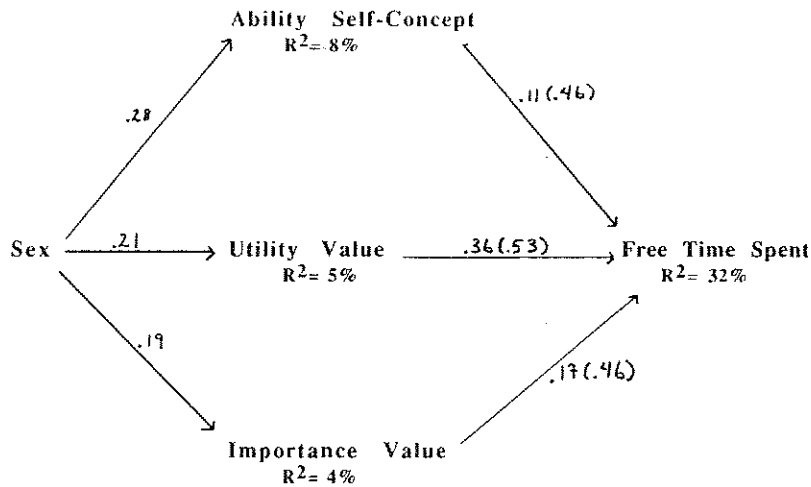 Ability Self-Concept
R²= 8%
.28
.11(.46)
Sex
.21
Utility Value
R²= 5%
.36(.53)
Free Time Spent
R²= 32%
.19
.17(.46)
Importance Value
R²= 4%